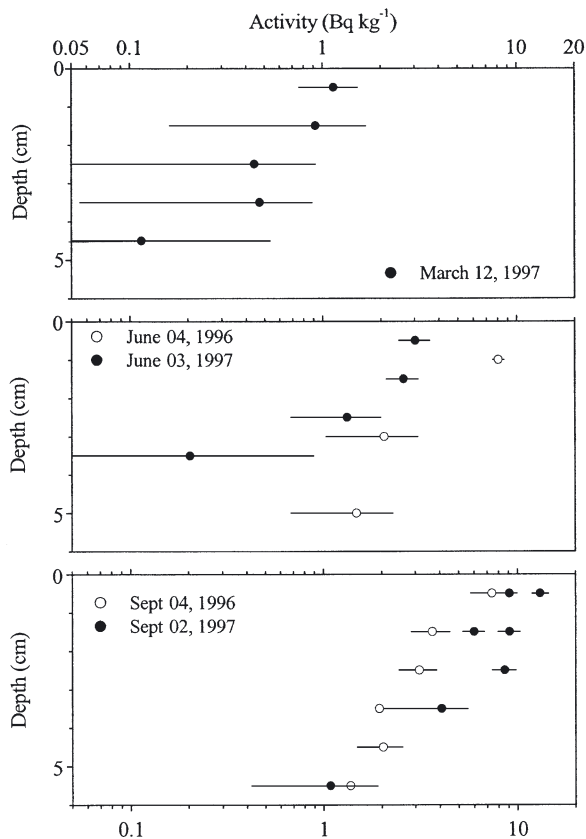 Activity (Bq kg⁻¹)
0.05 0.1 1 10 20
0
Depth (cm)
5
March 12, 1997
0
June 04, 1996
June 03, 1997
Depth (cm)
5
0
Sept 04, 1996
Sept 02, 1997
Depth (cm)
5
0.1 1 10